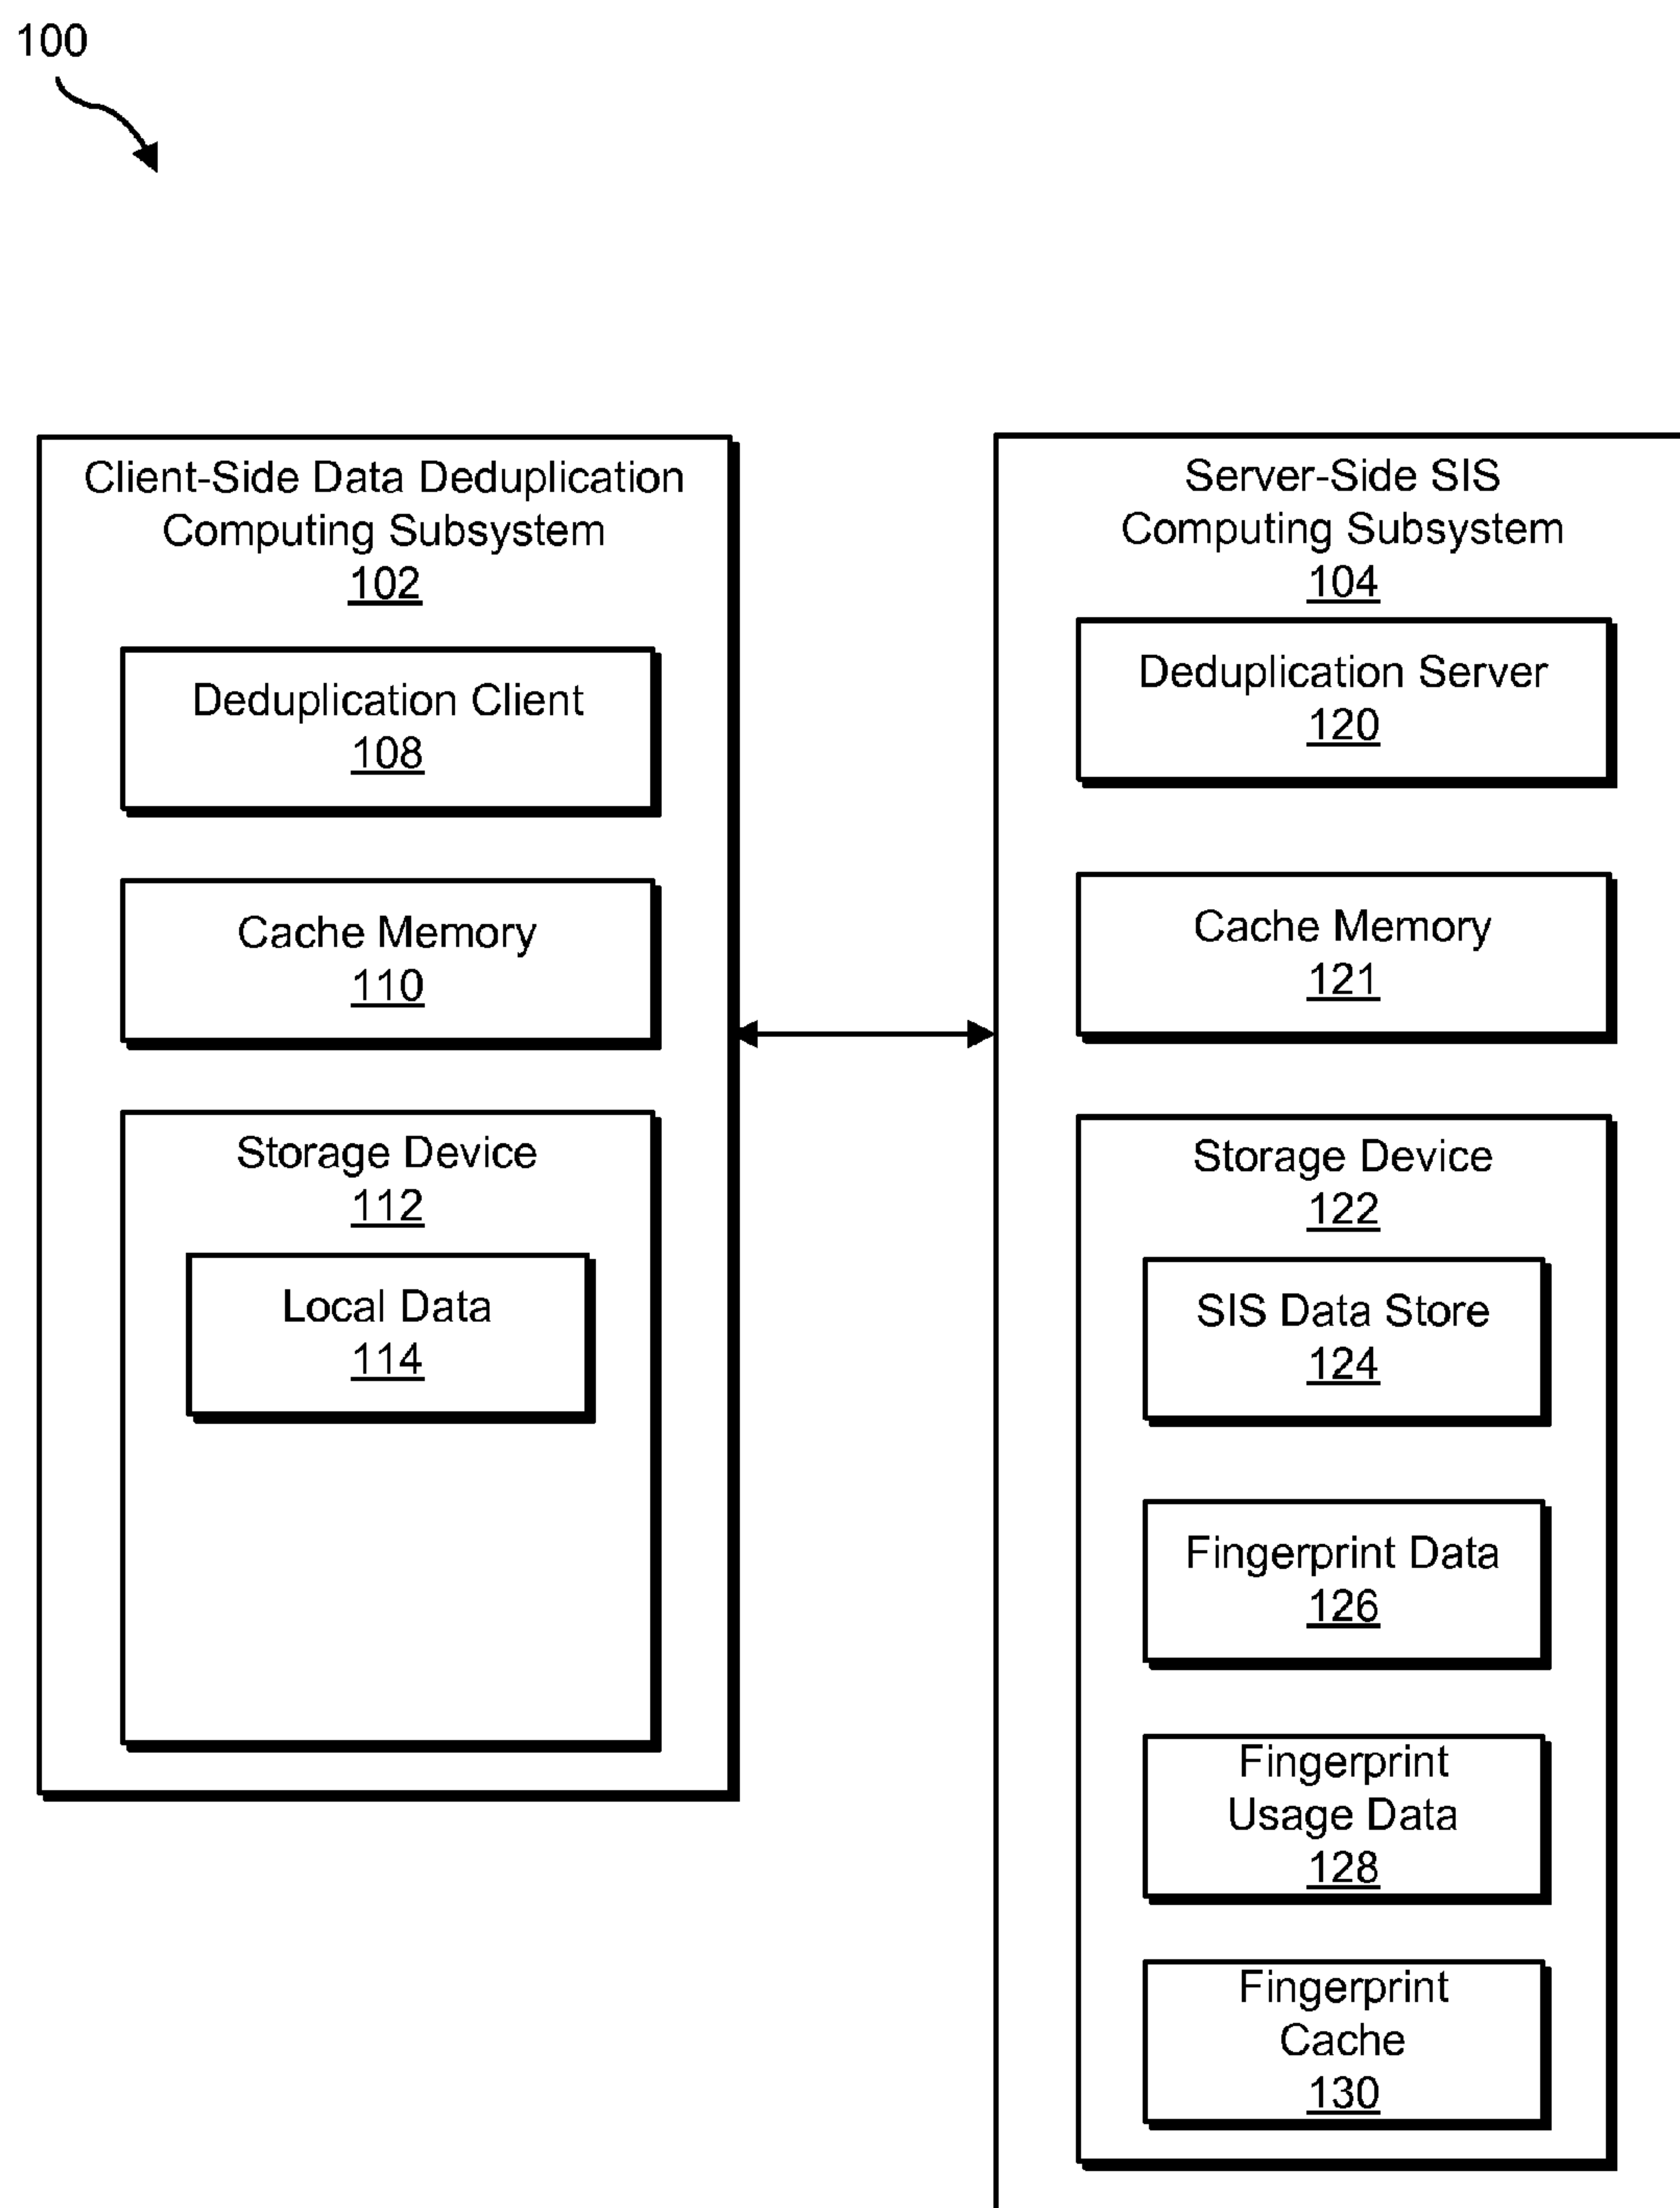 100
Client-Side Data Deduplication
Computing Subsystem
102
Deduplication Client
108
Cache Memory
110
Storage Device
112
Local Data
114
Server-Side SIS
Computing Subsystem
104
Deduplication Server
120
Cache Memory
121
Storage Device
122
SIS Data Store
124
Fingerprint Data
126
Fingerprint
Usage Data
128
Fingerprint
Cache
130